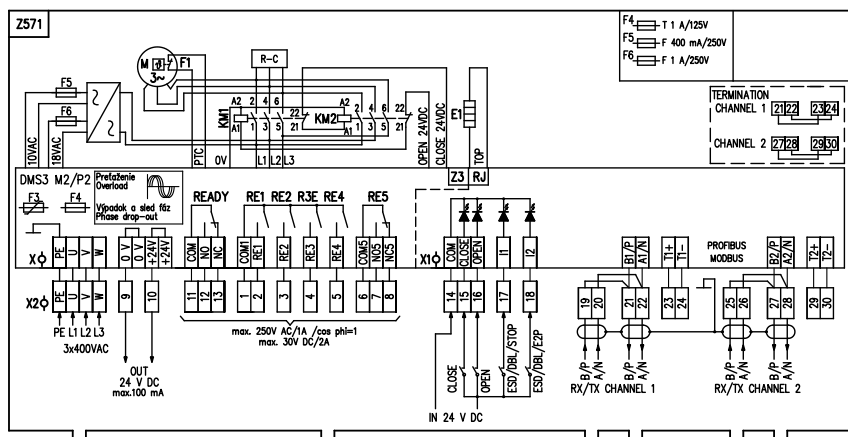 Z571
F4 T 1 A/125V
F5 F 400 mA/250V
F6 F 1 A/250V
TERMINATION
CHANNEL 1 21 22 23 24
CHANNEL 2 27 28 29 30
M 3~ F1
R-C
F5
F6
A2 2 4 6 22
KM1
A1 1 3 5 21
A2 2 4 6 22
KM2
A1 1 3 5 21
E1
10VAC
18VAC
PTC
0V
L1 L2 L3
OPEN 24VDC
CLOSE 24VDC
TOP
DMS3 M2/P2
Preťaženie
Overload
Výpadok a sled fáz
Phase drop-out
F3
F4
Z3 RJ
READY
RE1 RE2 R3E RE4
RE5
X
PE U V W
0 V 0 V +24V +24V
COM NO NC
COM1 RE1 RE2 RE3 RE4
COM5 NO5 NC5
X1
COM CLOSE OPEN I1 I2
B1/P A1/N T1+ T1-
PROFIBUS
MODBUS
B2/P A2/N T2+ T2-
X2
PE U V W
9 10
11 12 13
1 2 3 4 5
6 7 8
14 15 16 17 18
19 20 21 22 23 24
25 26 27 28 29 30
PE L1 L2 L3
3x400VAC
max. 250V AC/1A /cos phi=1
max. 30V DC/2A
OUT
24 V DC
max.100 mA
CLOSE
OPEN
ESD/DBL/STOP
ESD/DBL/E2P
IN 24 V DC
B/P A/N B/P A/N
RX/TX CHANNEL 1
B/P A/N B/P A/N
RX/TX CHANNEL 2